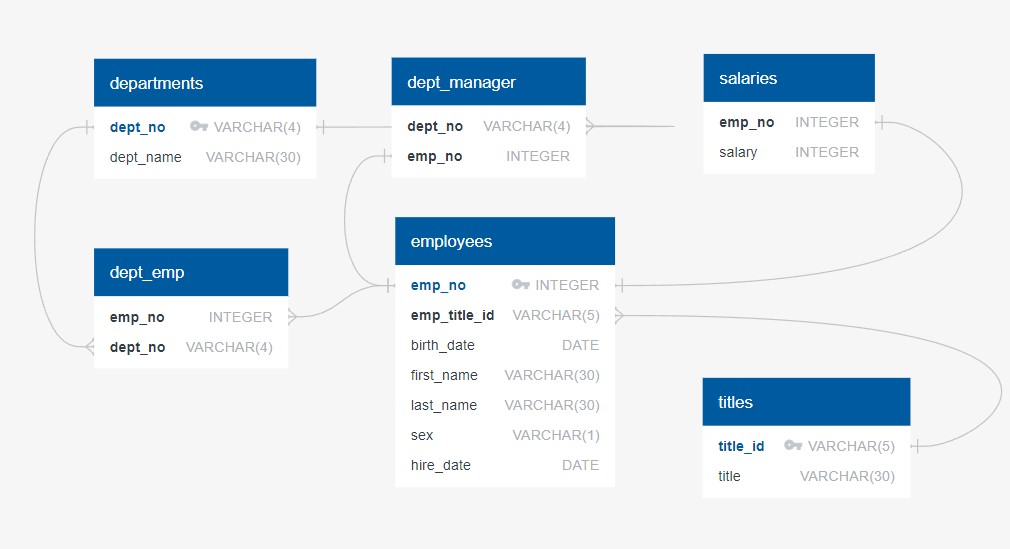 departments
dept_no VARCHAR(4)
dept_name VARCHAR(30)
dept_manager
dept_no VARCHAR(4)
emp_no INTEGER
salaries
emp_no INTEGER
salary INTEGER
dept_emp
emp_no INTEGER
dept_no VARCHAR(4)
employees
emp_no INTEGER
emp_title_id VARCHAR(5)
birth_date DATE
first_name VARCHAR(30)
last_name VARCHAR(30)
sex VARCHAR(1)
hire_date DATE
titles
title_id VARCHAR(5)
title VARCHAR(30)